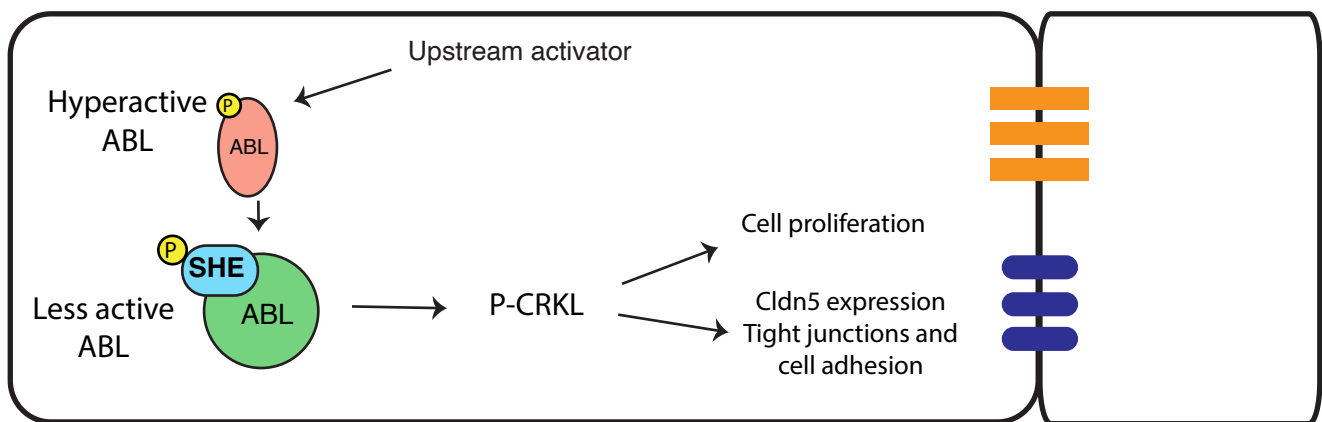 Upstream activator
Hyperactive
ABL
P
ABL
P
SHE
ABL
Less active
ABL
P-CRKL
Cell proliferation
Cldn5 expression
Tight junctions and
cell adhesion